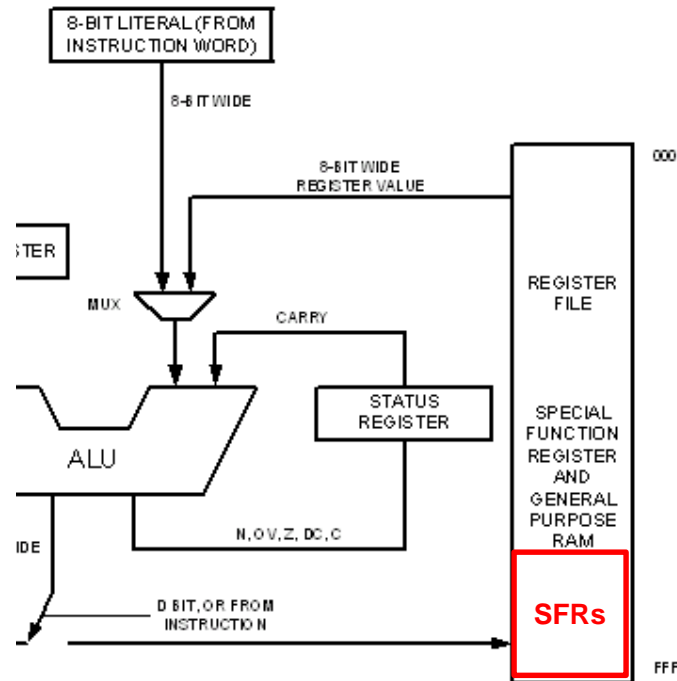 8-BIT LITERAL (FROM
INSTRUCTION WORD)
8-BIT WIDE
000
8-BIT WIDE
REGISTER VALUE
STER
REGISTER
FILE
MUX
CARRY
STATUS
REGISTER
SPECIAL
FUNCTION
REGISTER
AND
GENERAL
PURPOSE
RAM
ALU
N, OV, Z, DC, C
IDE
D BIT, OR FROM
INSTRUCTION
SFRs
FFF